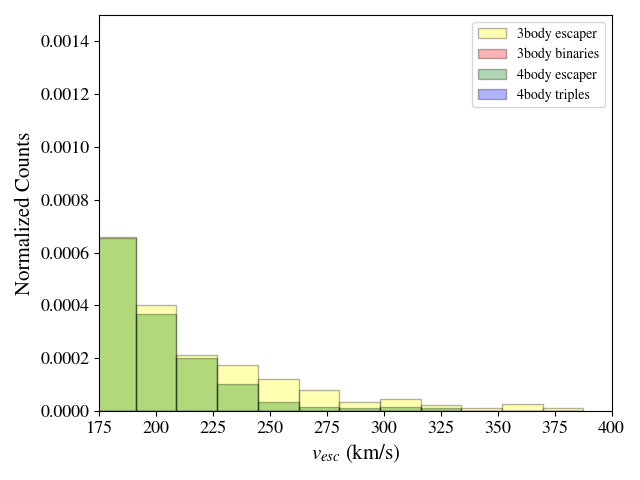 3body escaper
3body binaries
4body escaper
4body triples
0.0014
0.0012
0.0010
0.0008
0.0006
0.0004
0.0002
0.0000
Normalized Counts
175 200 225 250 275 300 325 350 375 400
v_esc (km/s)